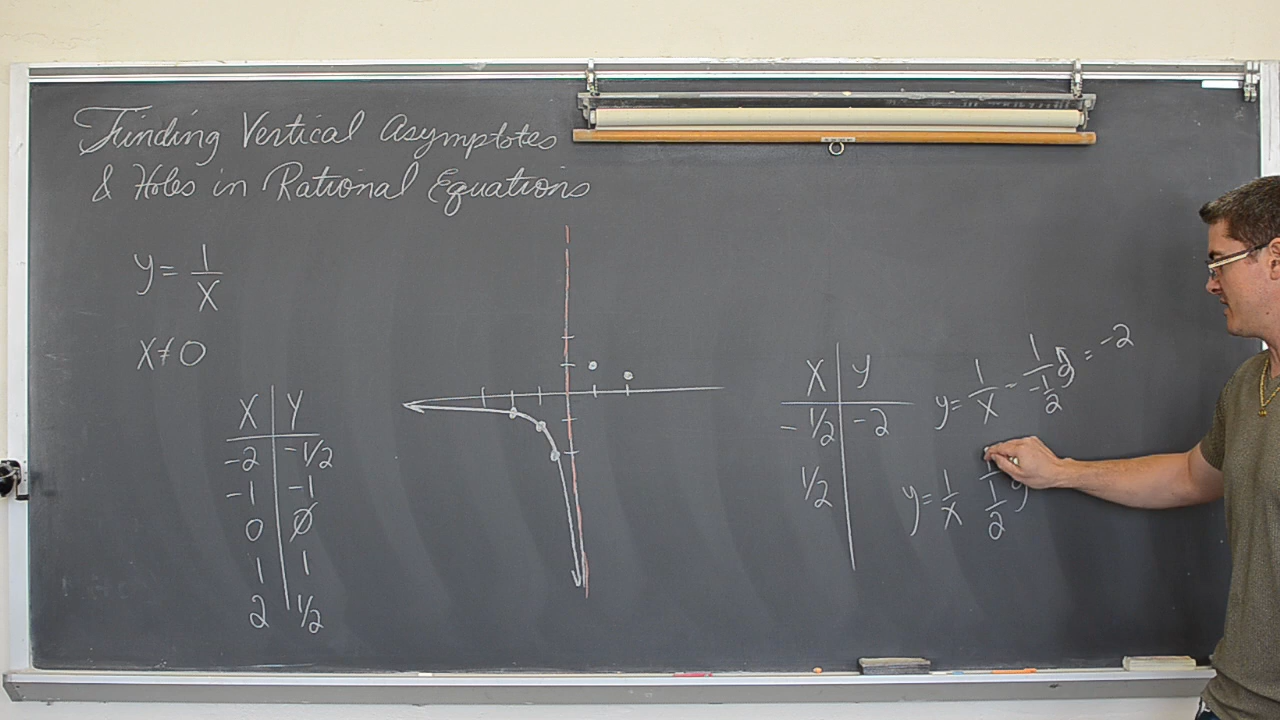 Finding Vertical Asymptotes
& Holes in Rational Equations
y = 1/x
x ≠ 0
X Y
-2 -1/2
-1 -1
0 ∅
1 1
2 1/2
X Y
-1/2 -2
1/2
y = 1/x = 1/(-1/2) = -2
y = 1/x 1/(1/2)